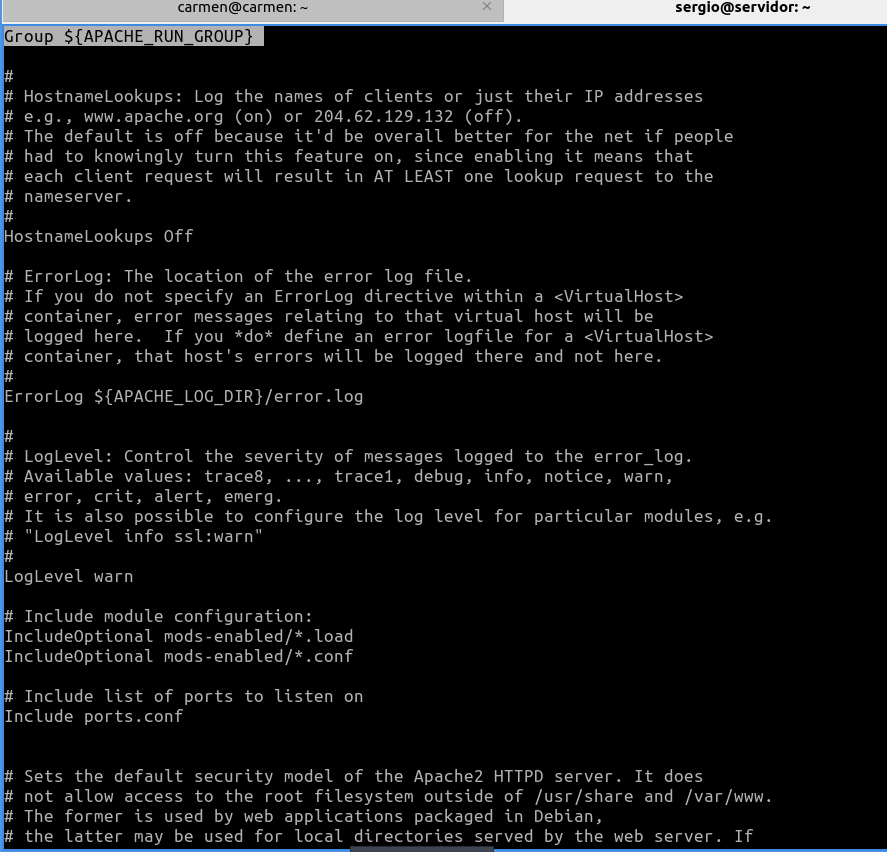 carmen@carmen: ~ ×
sergio@servidor: ~
Group ${APACHE_RUN_GROUP}
#
# HostnameLookups: Log the names of clients or just their IP addresses
# e.g., www.apache.org (on) or 204.62.129.132 (off).
# The default is off because it'd be overall better for the net if people
# had to knowingly turn this feature on, since enabling it means that
# each client request will result in AT LEAST one lookup request to the
# nameserver.
#
HostnameLookups Off
# ErrorLog: The location of the error log file.
# If you do not specify an ErrorLog directive within a <VirtualHost>
# container, error messages relating to that virtual host will be
# logged here.  If you *do* define an error logfile for a <VirtualHost>
# container, that host's errors will be logged there and not here.
#
ErrorLog ${APACHE_LOG_DIR}/error.log
#
# LogLevel: Control the severity of messages logged to the error_log.
# Available values: trace8, ..., trace1, debug, info, notice, warn,
# error, crit, alert, emerg.
# It is also possible to configure the log level for particular modules, e.g.
# "LogLevel info ssl:warn"
#
LogLevel warn
# Include module configuration:
IncludeOptional mods-enabled/*.load
IncludeOptional mods-enabled/*.conf
# Include list of ports to listen on
Include ports.conf
# Sets the default security model of the Apache2 HTTPD server. It does
# not allow access to the root filesystem outside of /usr/share and /var/www.
# The former is used by web applications packaged in Debian,
# the latter may be used for local directories served by the web server. If